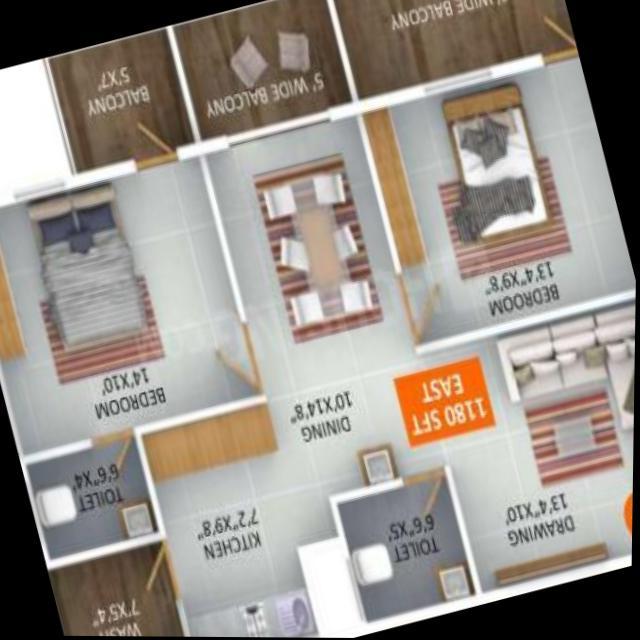 WIDE BALCONY
5' WIDE BALCONY
BALCONY
5'X7'
BEDROOM
13'4"X9'8"
BEDROOM
14'X10'
DINING
10'X14'8"
1180 SFT
EAST
DRAWING
13'4"X10'
TOILET
6'6"X5'
KITCHEN
7'2"X9'8"
TOILET
6'6"X4'
WASH
7'X5'4"